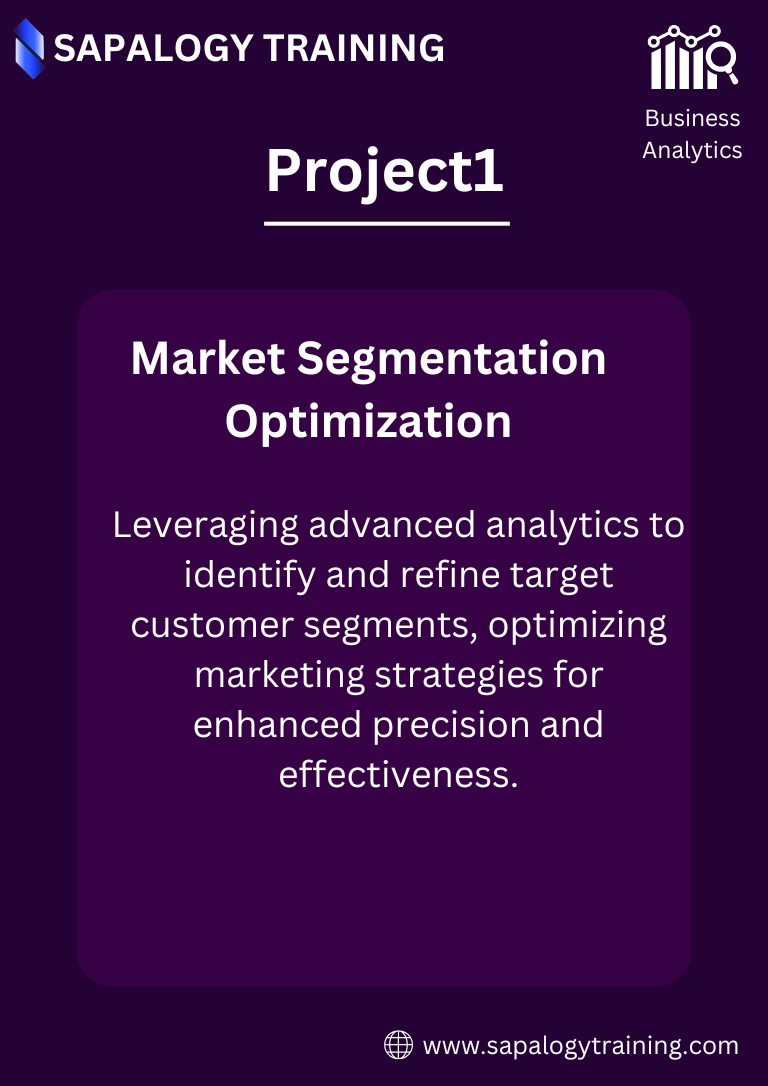 SAPALOGY TRAINING
Business
Analytics
Project1
Market Segmentation
Optimization
Leveraging advanced analytics to
identify and refine target
customer segments, optimizing
marketing strategies for
enhanced precision and
effectiveness.
www.sapalogytraining.com